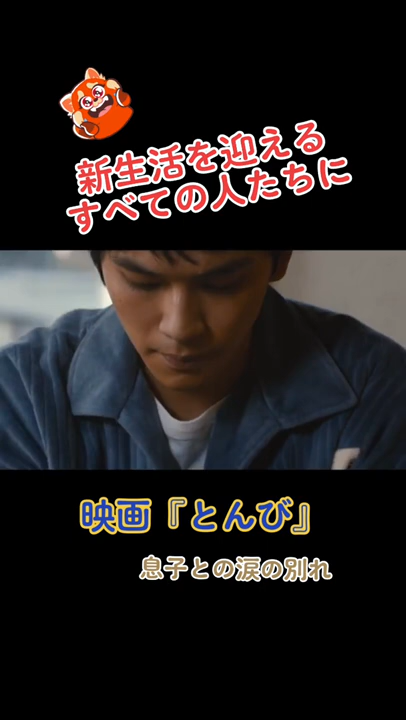 新生活を迎える
すべての人たちに
映画『とんび』
息子との涙の別れ